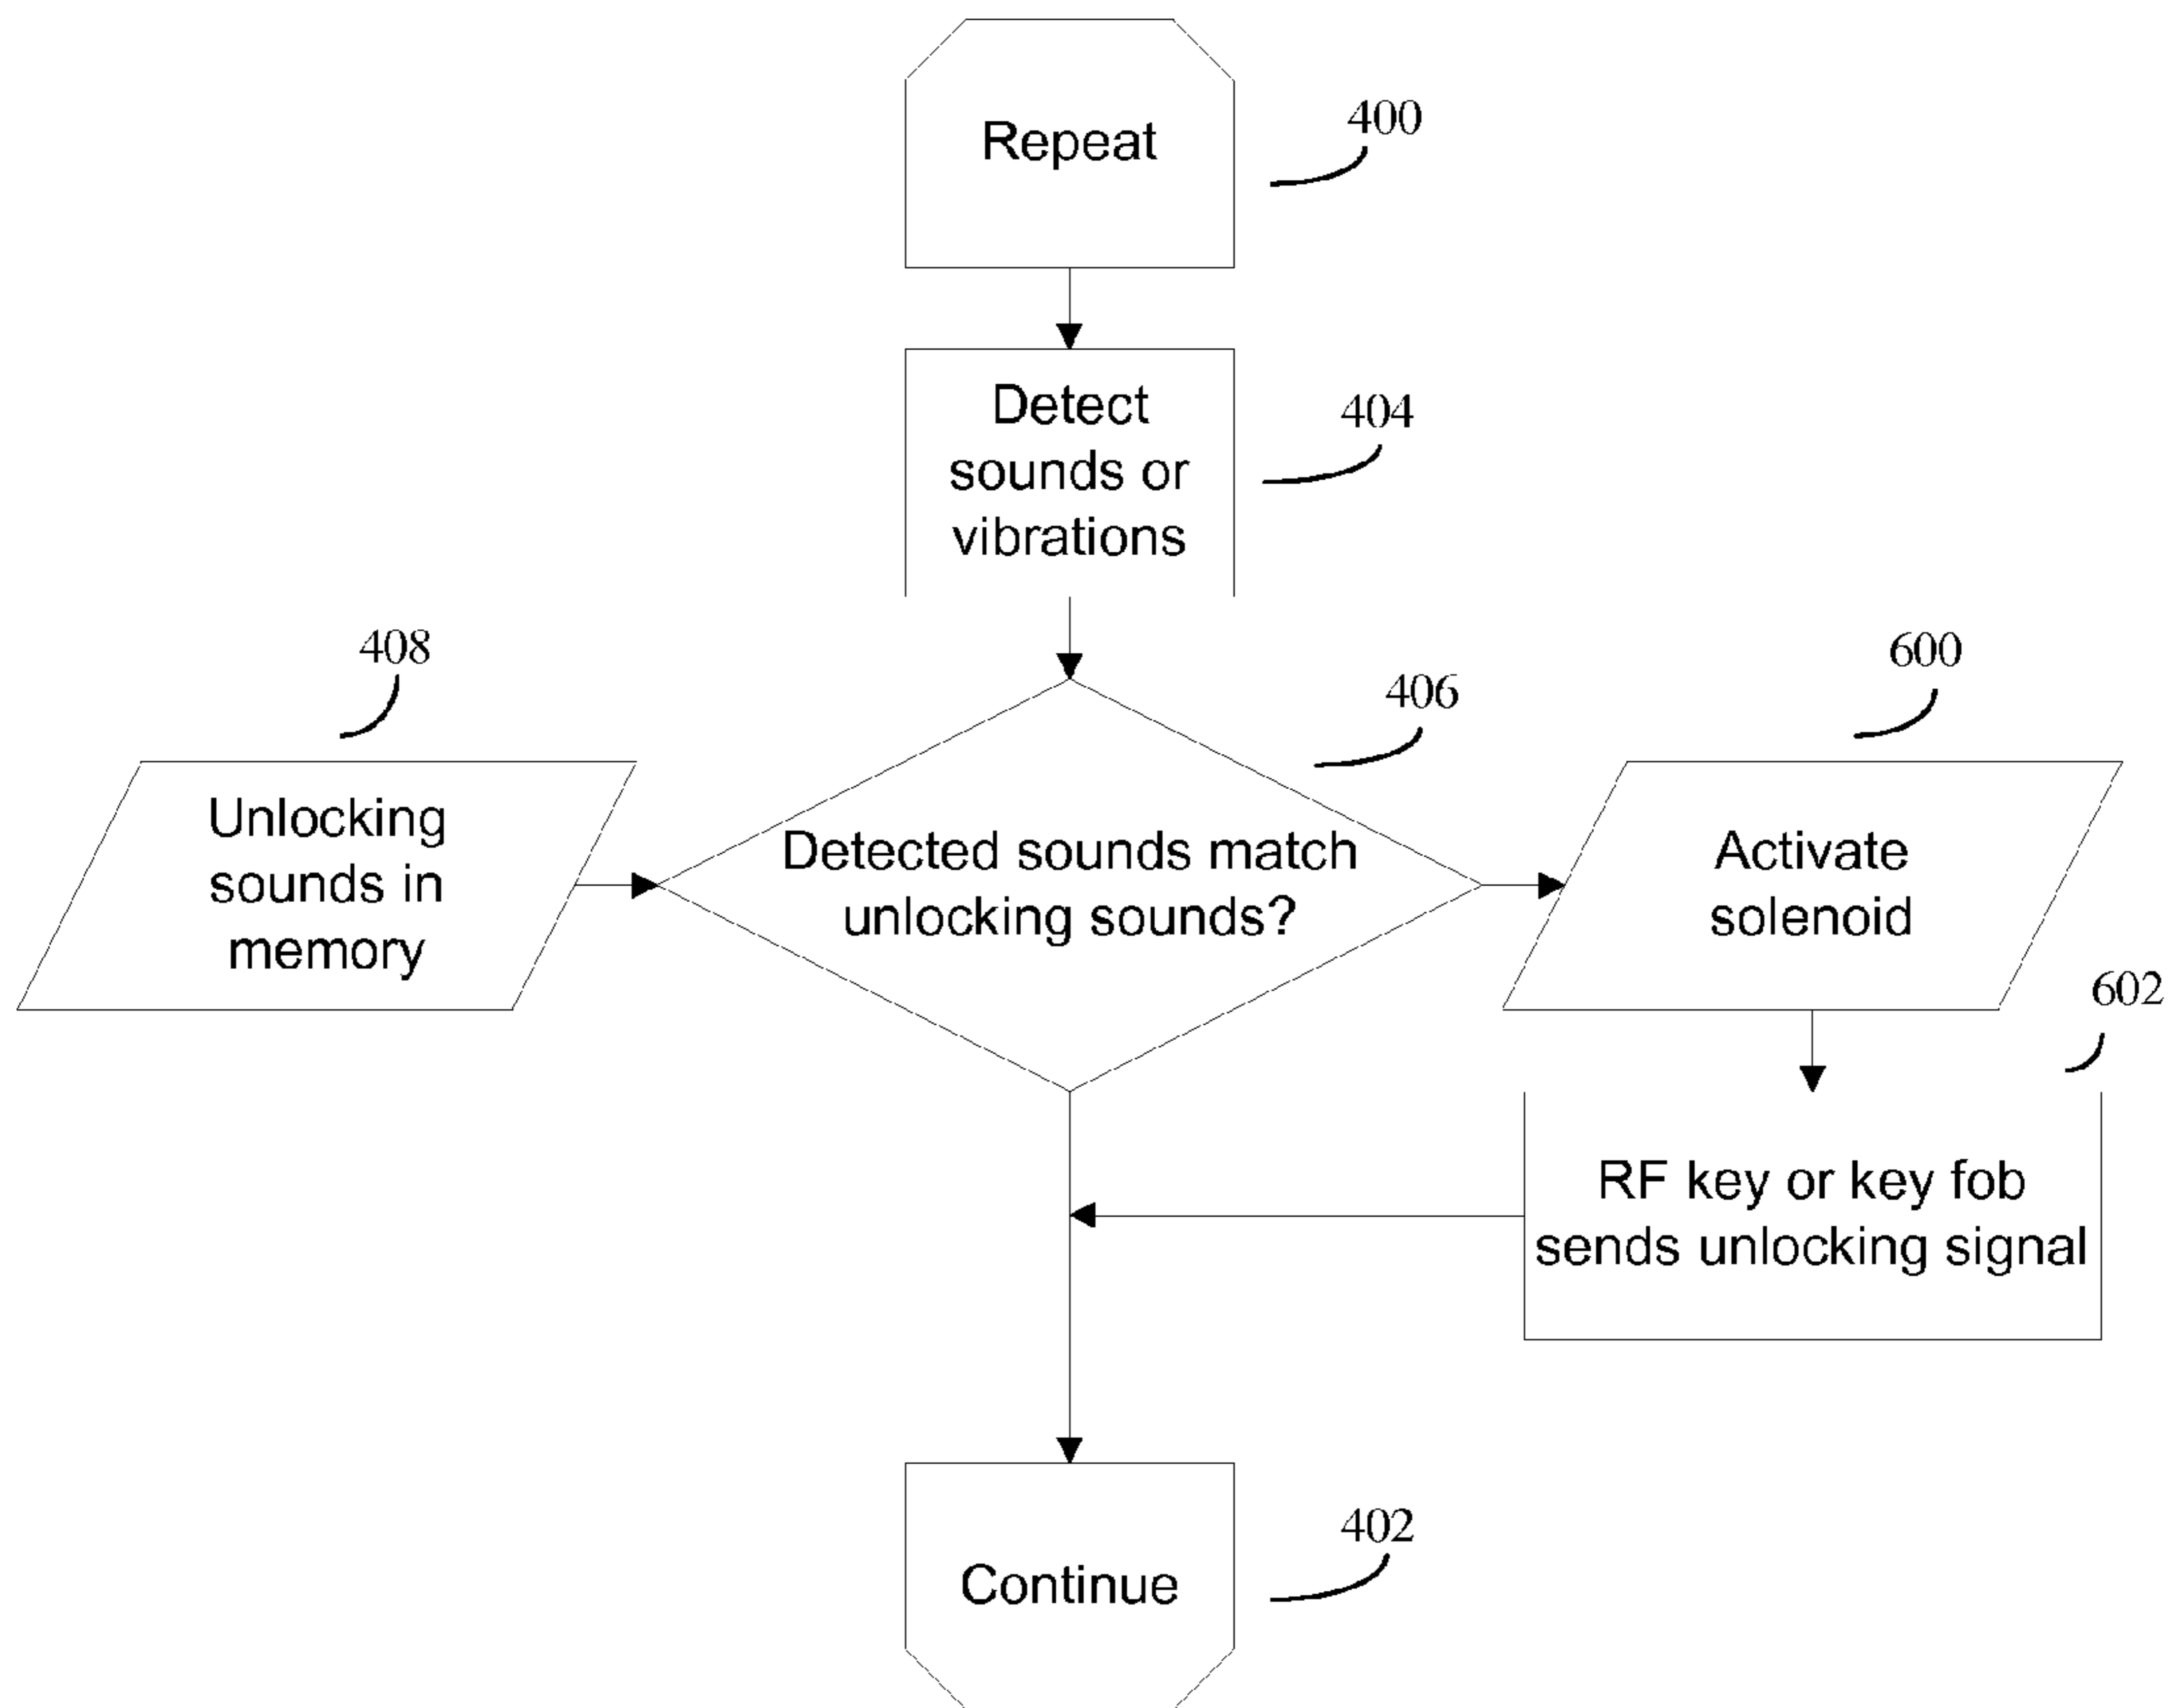 Repeat
400
Detect
sounds or
vibrations
404
408
Unlocking
sounds in
memory
406
Detected sounds match
unlocking sounds?
600
Activate
solenoid
602
RF key or key fob
sends unlocking signal
Continue
402